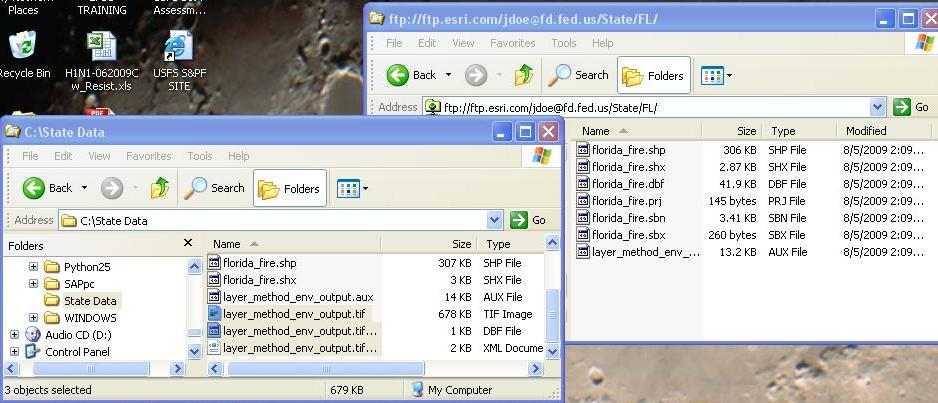 Places
TRAINING
Assessm...
Recycle Bin
H1N1-062009C
w_Resist.xls
USFS S&PF
SITE
ftp://ftp.esri.com/jdoe@fd.fed.us/State/FL/
File Edit View Favorites Tools Help
Back Search Folders
Address ftp://ftp.esri.com/jdoe@fd.fed.us/State/FL/ Go
Name Size Type Modified
florida_fire.shp 306 KB SHP File 8/5/2009 2:09...
florida_fire.shx 2.87 KB SHX File 8/5/2009 2:09...
florida_fire.dbf 41.9 KB DBF File 8/5/2009 2:09...
florida_fire.prj 145 bytes PRJ File 8/5/2009 2:09...
florida_fire.sbn 3.41 KB SBN File 8/5/2009 2:09...
florida_fire.sbx 260 bytes SBX File 8/5/2009 2:09...
layer_method_env_... 13.2 KB AUX File 8/5/2009 2:09...
C:\State Data
File Edit View Favorites Tools Help
Back Search Folders
Address C:\State Data Go
Folders
Python25
SAPpc
State Data
WINDOWS
Audio CD (D:)
Control Panel
Name Size Type
florida_fire.shp 307 KB SHP File
florida_fire.shx 3 KB SHX File
layer_method_env_output.aux 14 KB AUX File
layer_method_env_output.tif 678 KB TIF Image
layer_method_env_output.tif... 1 KB DBF File
layer_method_env_output.tif... 2 KB XML Docume
3 objects selected 679 KB My Computer